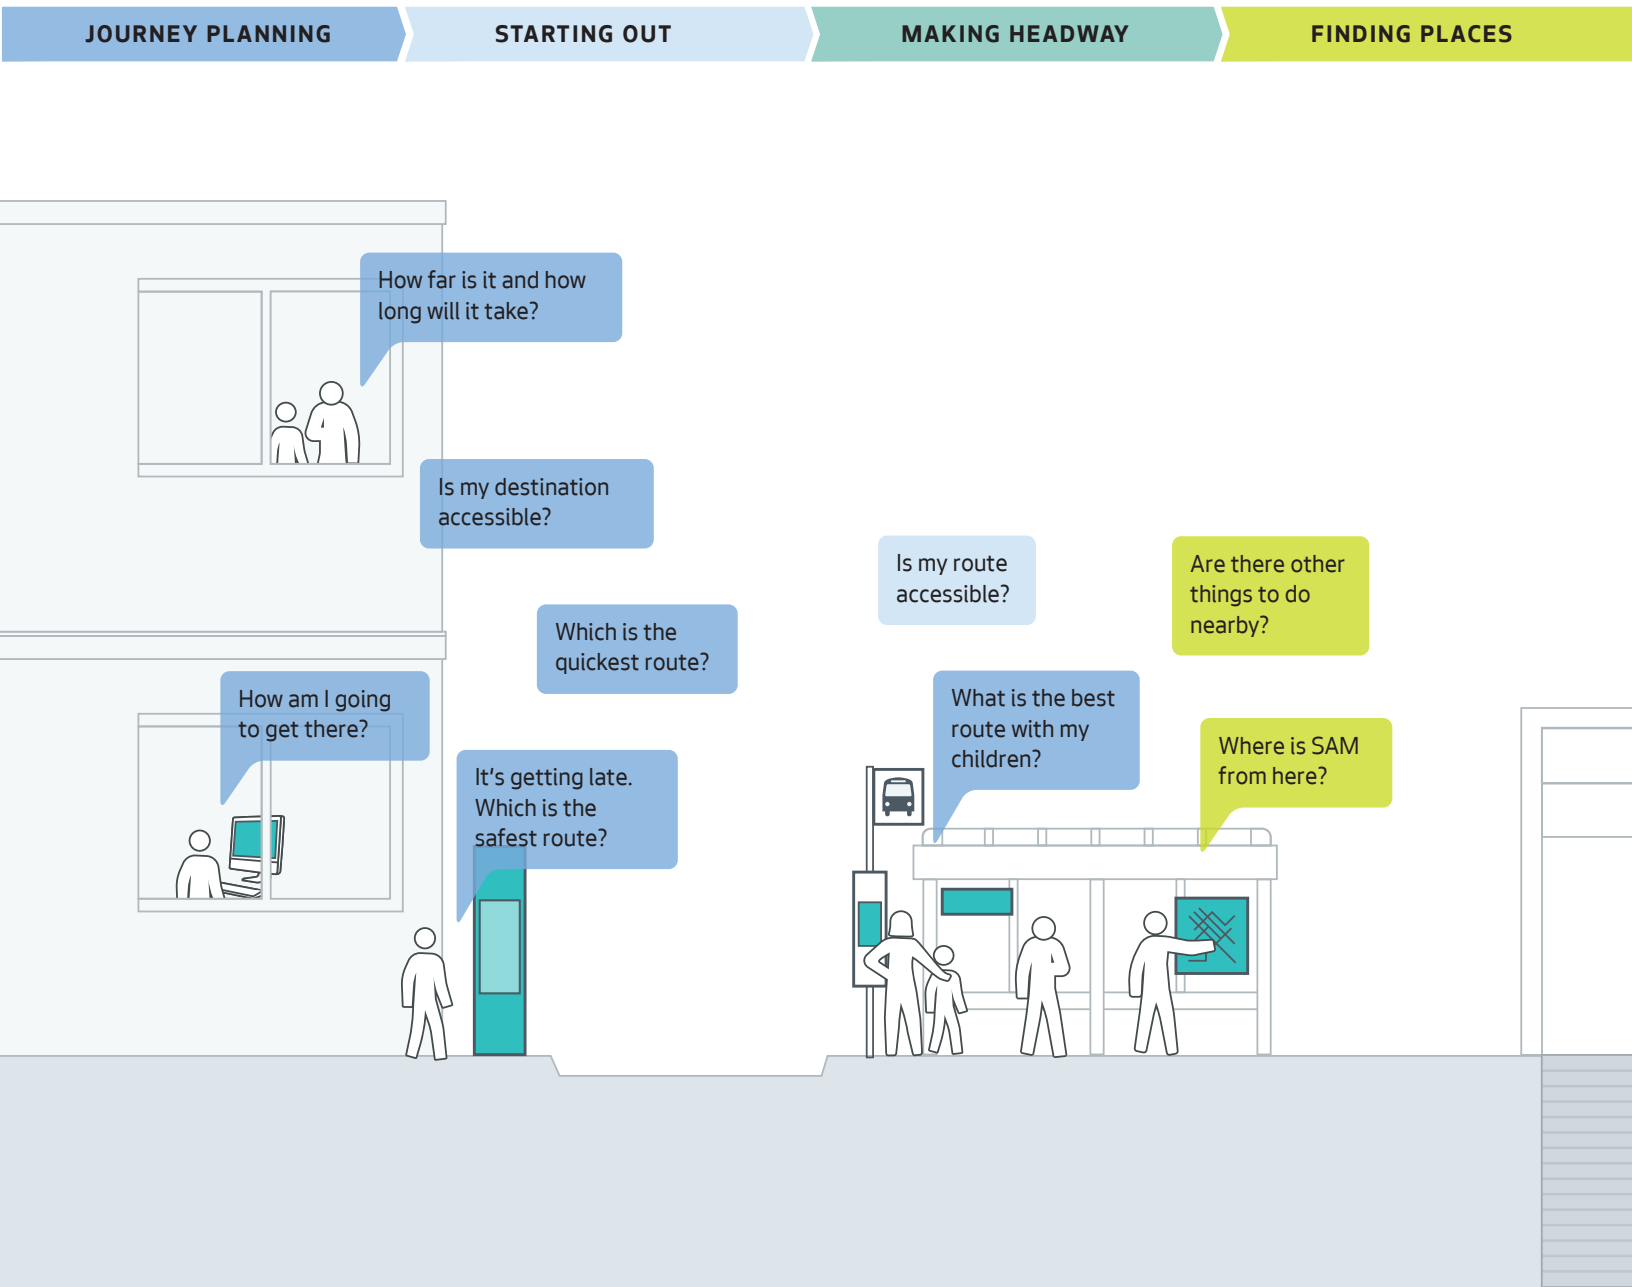 JOURNEY PLANNING
STARTING OUT
MAKING HEADWAY
FINDING PLACES
How far is it and how
long will it take?
Is my destination
accessible?
Which is the
quickest route?
How am I going
to get there?
It's getting late.
Which is the
safest route?
Is my route
accessible?
What is the best
route with my
children?
Are there other
things to do
nearby?
Where is SAM
from here?